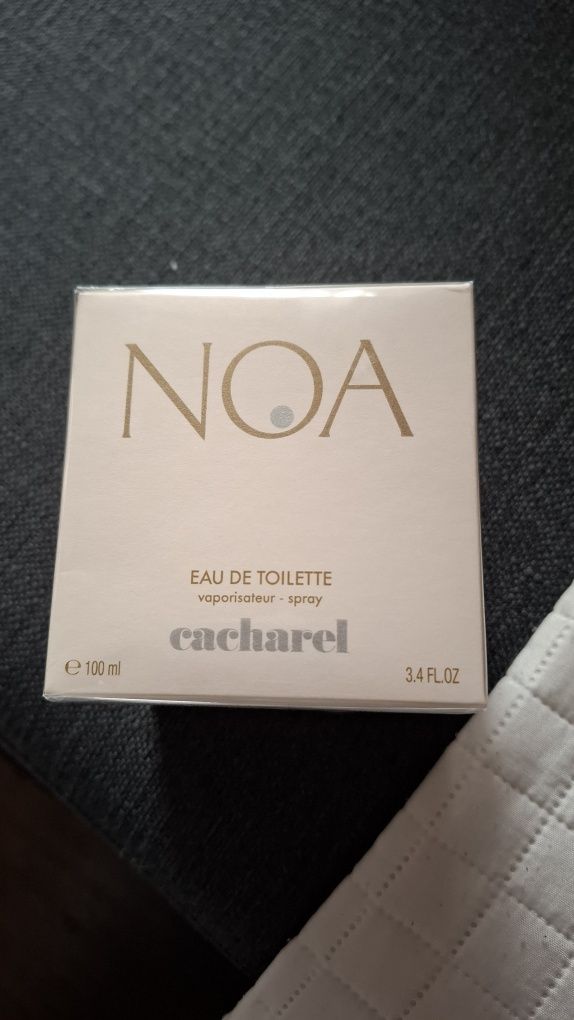 NOA
EAU DE TOILETTE
vaporisateur - spray
cacharel
℮ 100 ml
3.4 FL.OZ